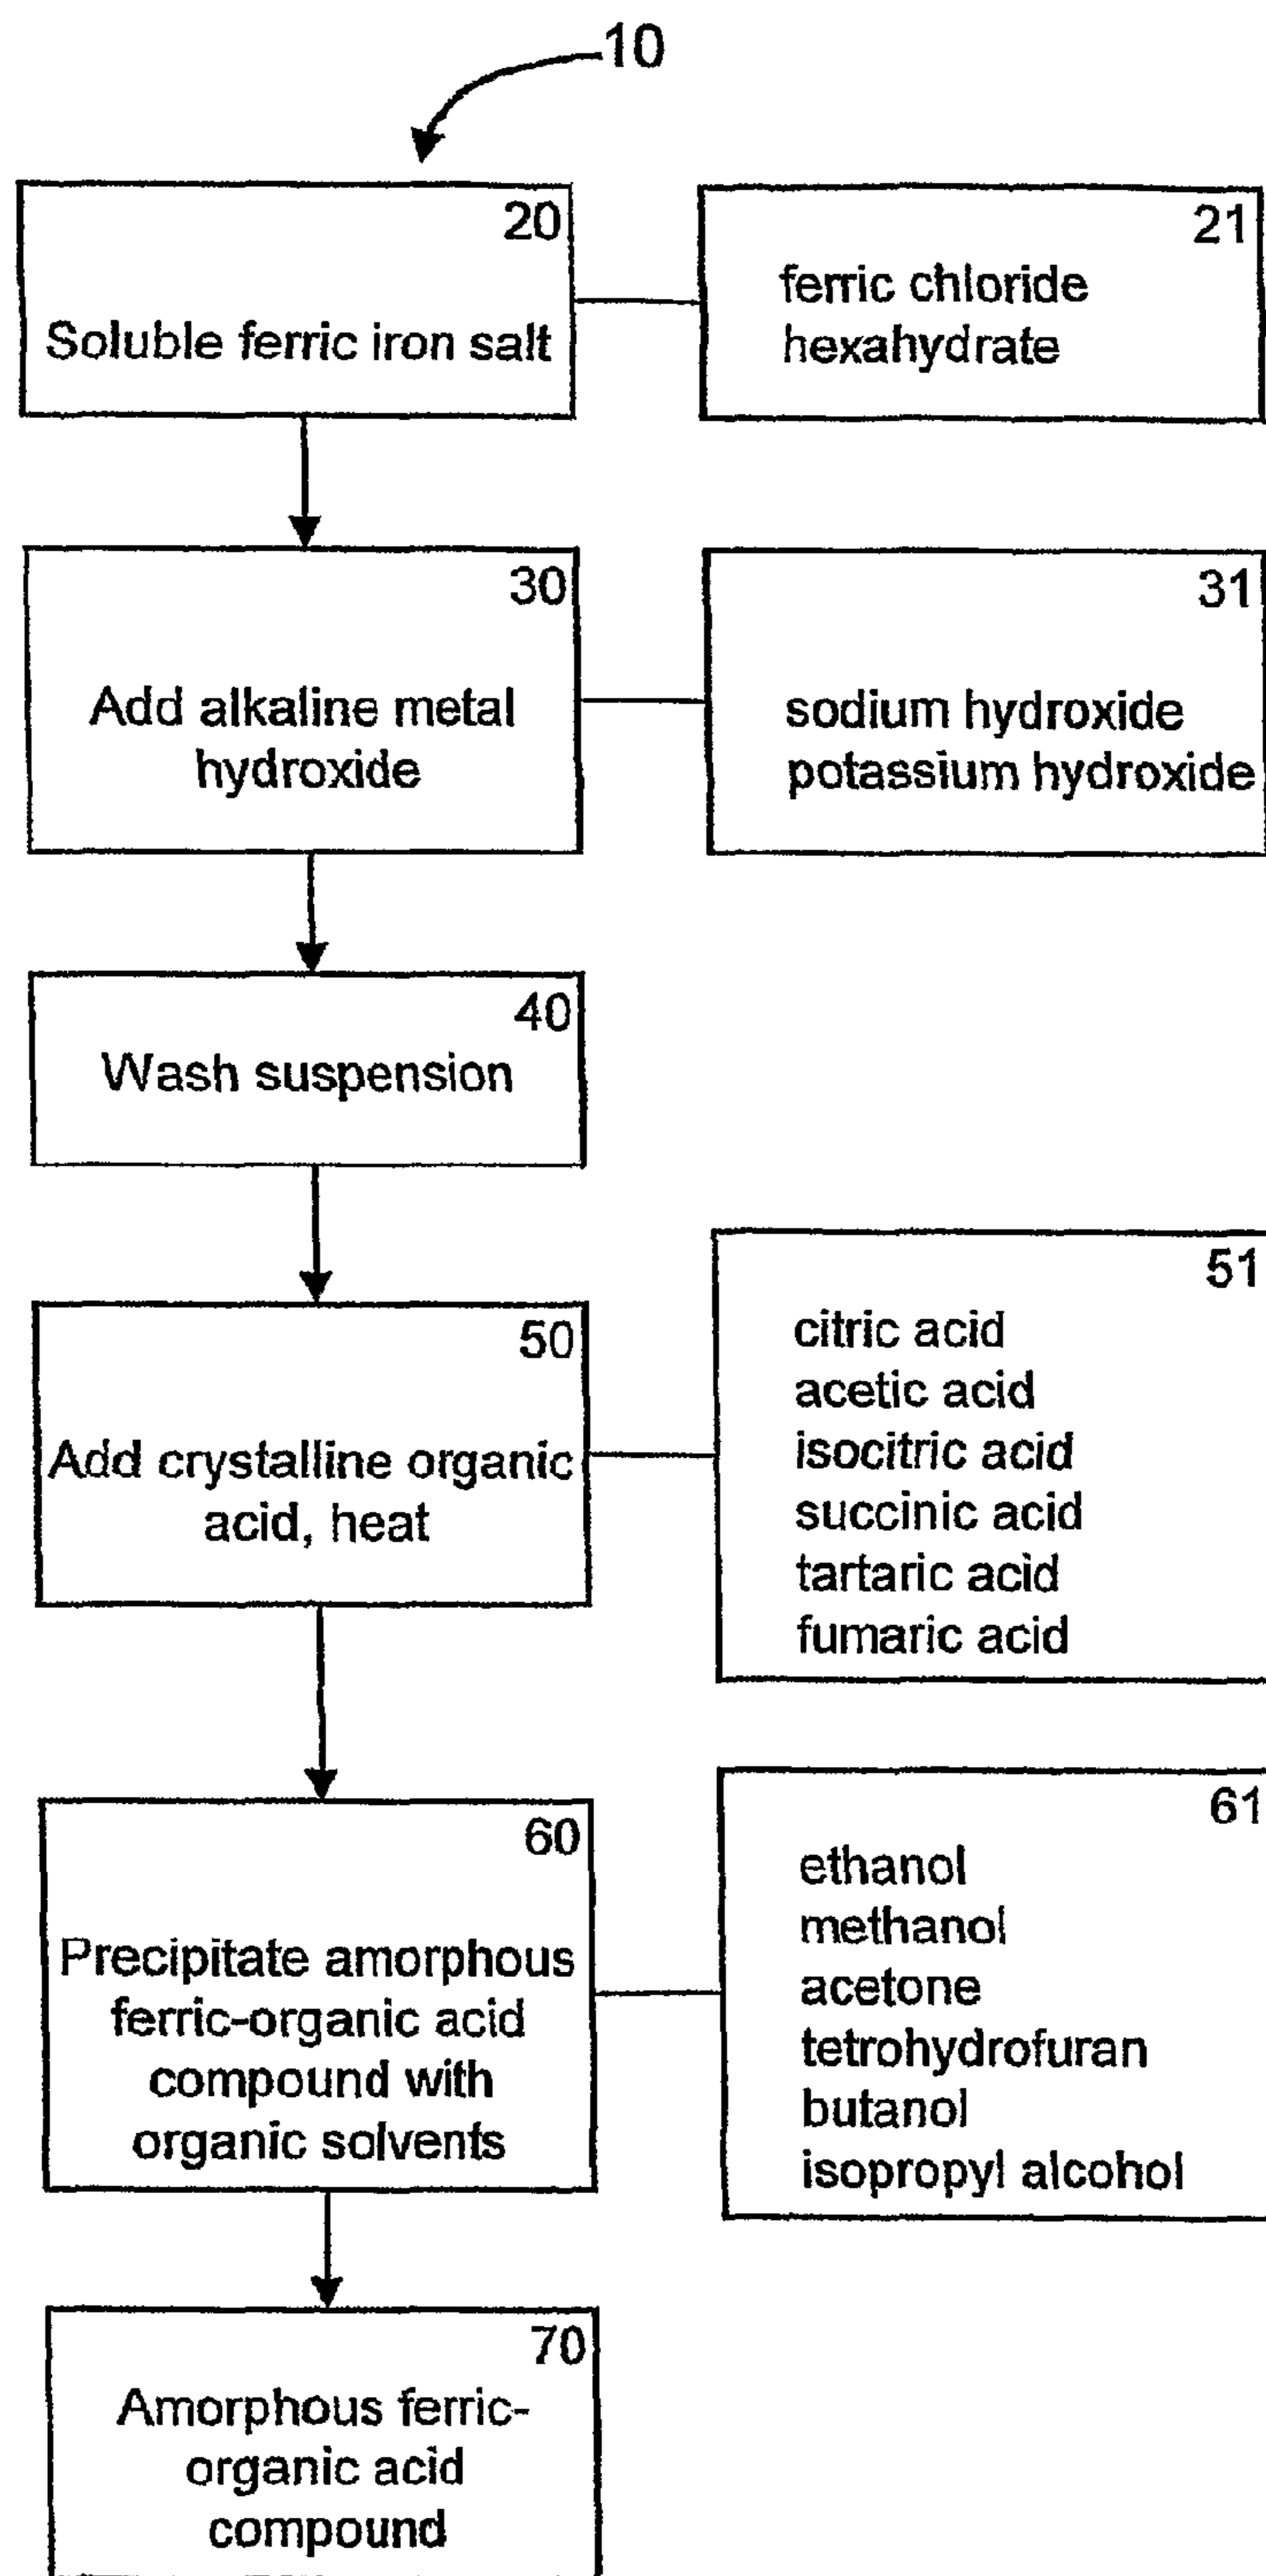 10
20
Soluble ferric iron salt
21
ferric chloride
hexahydrate
30
Add alkaline metal
hydroxide
31
sodium hydroxide
potassium hydroxide
40
Wash suspension
50
Add crystalline organic
acid, heat
51
citric acid
acetic acid
isocitric acid
succinic acid
tartaric acid
fumaric acid
60
Precipitate amorphous
ferric-organic acid
compound with
organic solvents
61
ethanol
methanol
acetone
tetrohydrofuran
butanol
isopropyl alcohol
70
Amorphous ferric-
organic acid
compound